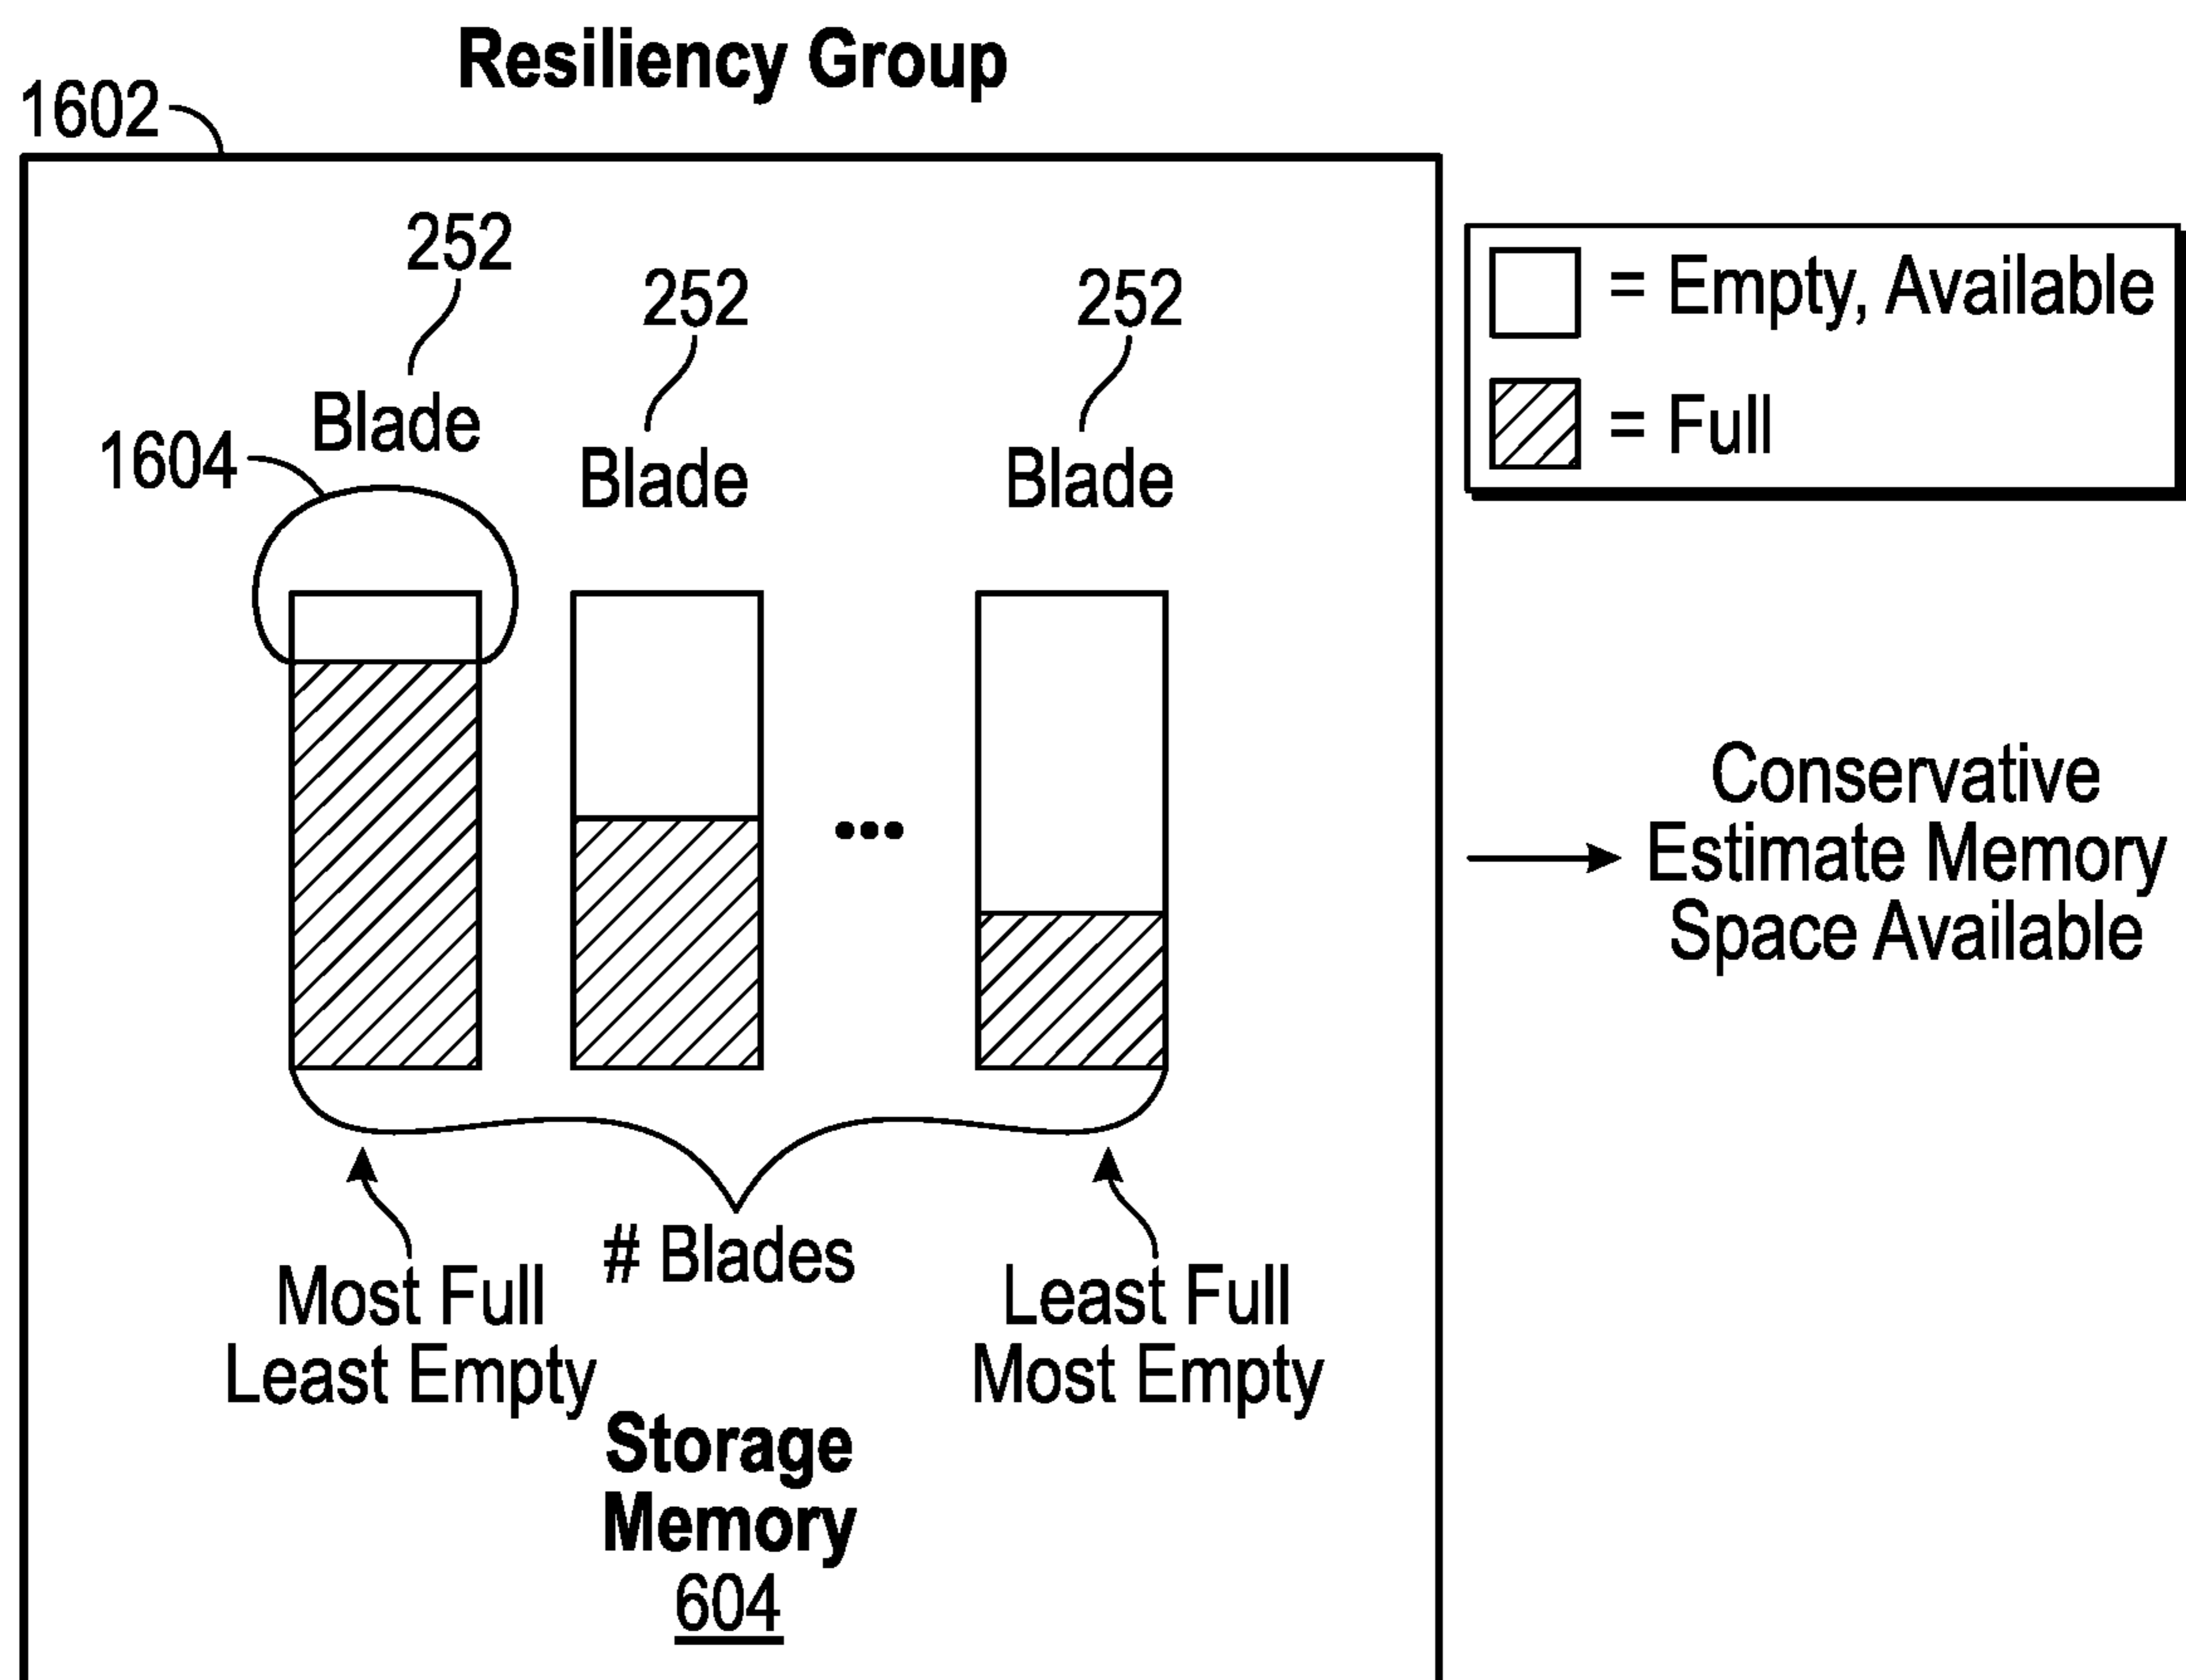 Resiliency Group
1602
252
252
252
= Empty, Available
= Full
Blade
Blade
Blade
1604
Conservative
Estimate Memory
Space Available
# Blades
Most Full
Least Empty
Least Full
Most Empty
Storage
Memory
604